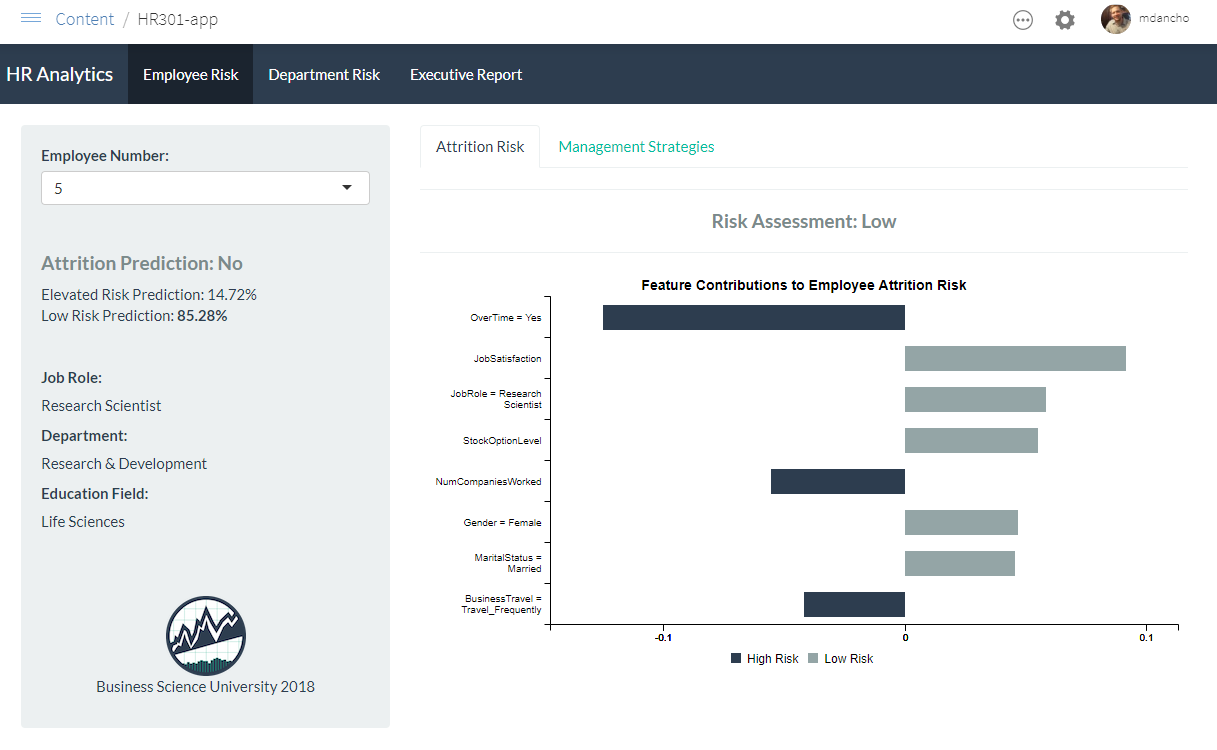 Content / HR301-app
mdancho
HR Analytics
Employee Risk
Department Risk
Executive Report
Employee Number:
5
Attrition Prediction: No
Elevated Risk Prediction: 14.72%
Low Risk Prediction: 85.28%
Job Role:
Research Scientist
Department:
Research & Development
Education Field:
Life Sciences
Business Science University 2018
Attrition Risk
Management Strategies
Risk Assessment: Low
Feature Contributions to Employee Attrition Risk
OverTime = Yes
JobSatisfaction
JobRole = Research
Scientist
StockOptionLevel
NumCompaniesWorked
Gender = Female
MaritalStatus =
Married
BusinessTravel =
Travel_Frequently
-0.1
0
0.1
High Risk
Low Risk